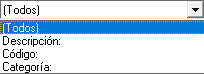 (Todos)
(Todos)
Descripción:
Código:
Categoría: